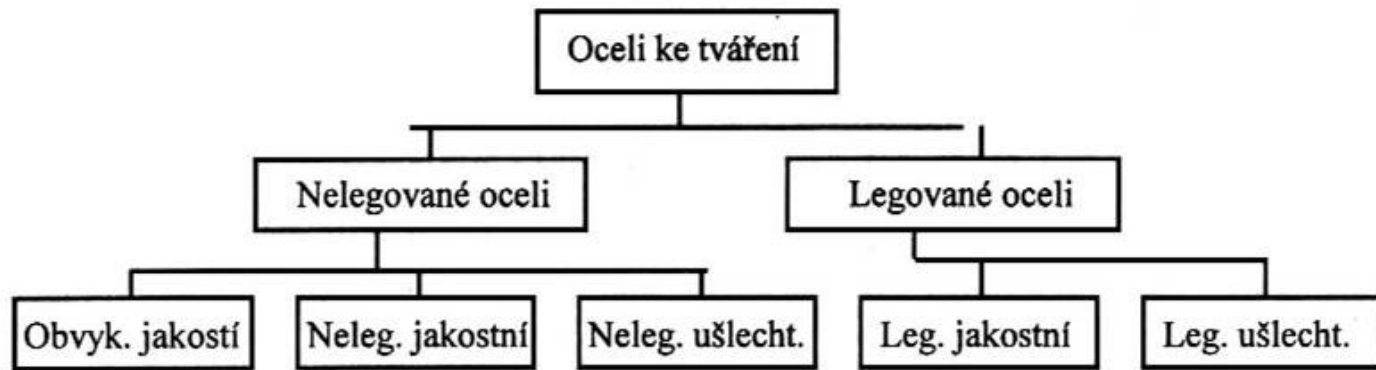 Oceli ke tváření
Nelegované oceli
Legované oceli
Obvyk. jakostí
Neleg. jakostní
Neleg. ušlecht.
Leg. jakostní
Leg. ušlecht.